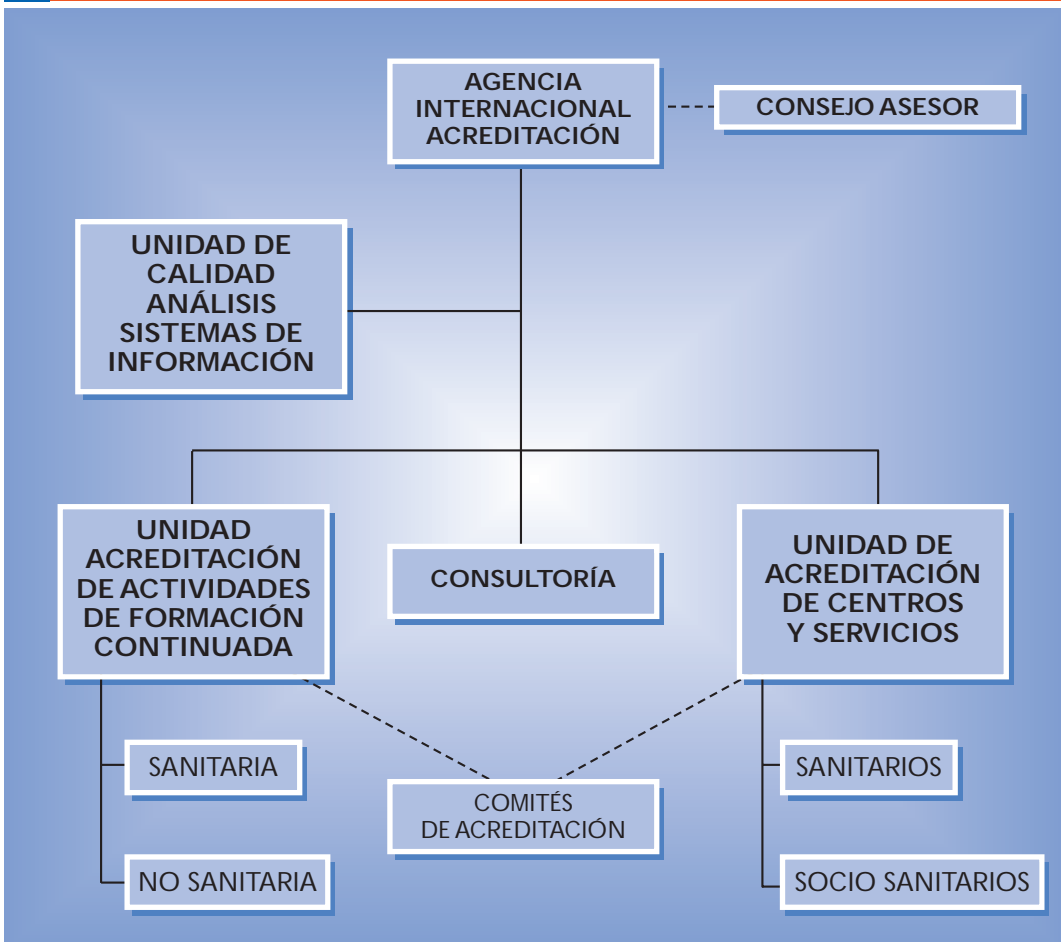 AGENCIA
INTERNACIONAL
ACREDITACIÓN
CONSEJO ASESOR
UNIDAD DE
CALIDAD
ANÁLISIS
SISTEMAS DE
INFORMACIÓN
UNIDAD
ACREDITACIÓN
DE ACTIVIDADES
DE FORMACIÓN
CONTINUADA
CONSULTORÍA
UNIDAD DE
ACREDITACIÓN
DE CENTROS
Y SERVICIOS
SANITARIA
NO SANITARIA
COMITÉS
DE ACREDITACIÓN
SANITARIOS
SOCIO SANITARIOS